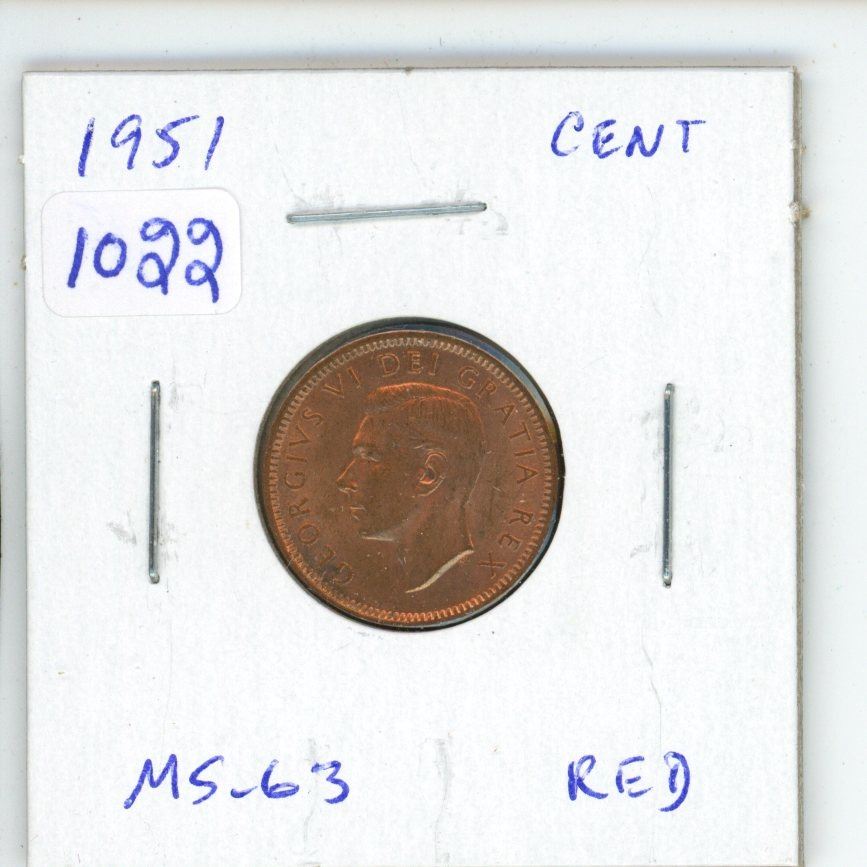 1951 CENT
1022
GEORGIVS VI DEI GRATIA REX
MS-63 RED